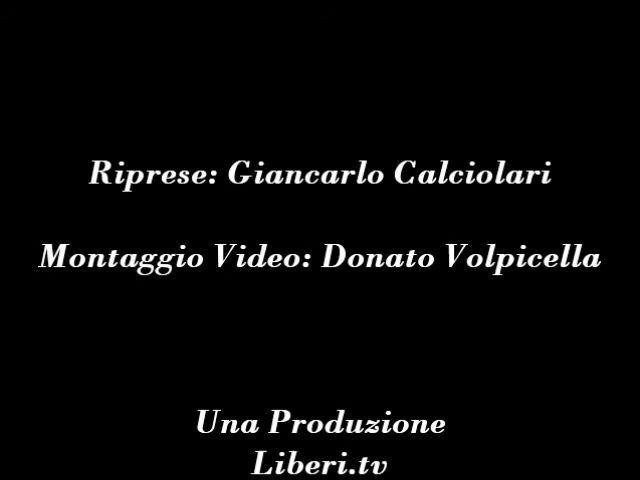 Riprese: Giancarlo Calciolari
Montaggio Video: Donato Volpicella
Una Produzione
Liberi.tv